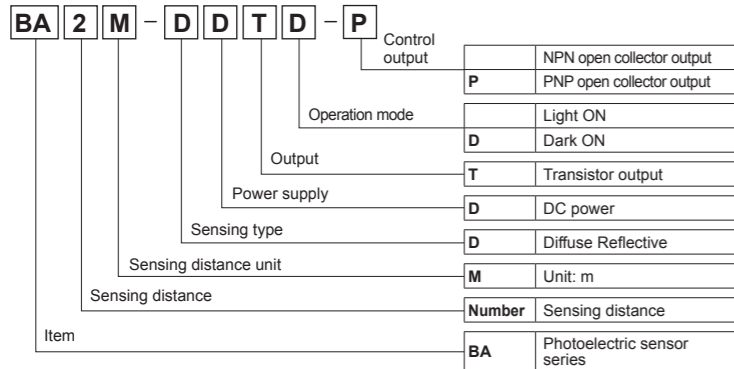 BA 2 M - D D T D - P
Control
output
NPN open collector output
P PNP open collector output
Operation mode
Light ON
D Dark ON
Output
T Transistor output
Power supply
D DC power
Sensing type
D Diffuse Reflective
Sensing distance unit
M Unit: m
Sensing distance
Number Sensing distance
Item
BA Photoelectric sensor
series